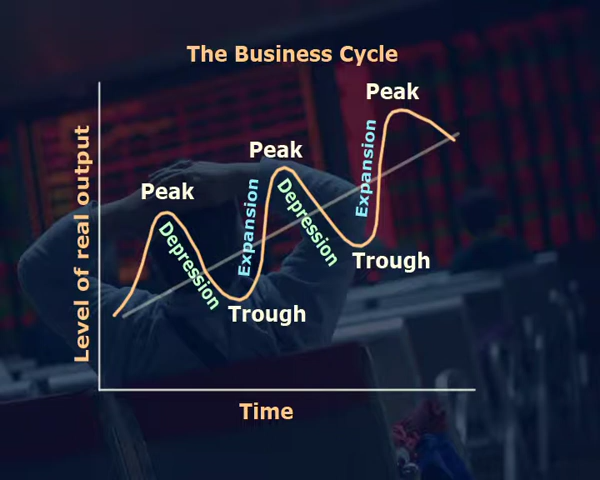 The Business Cycle
Peak
Peak
Peak
Expansion
Expansion
Depression
Depression
Trough
Trough
Level of real output
Time